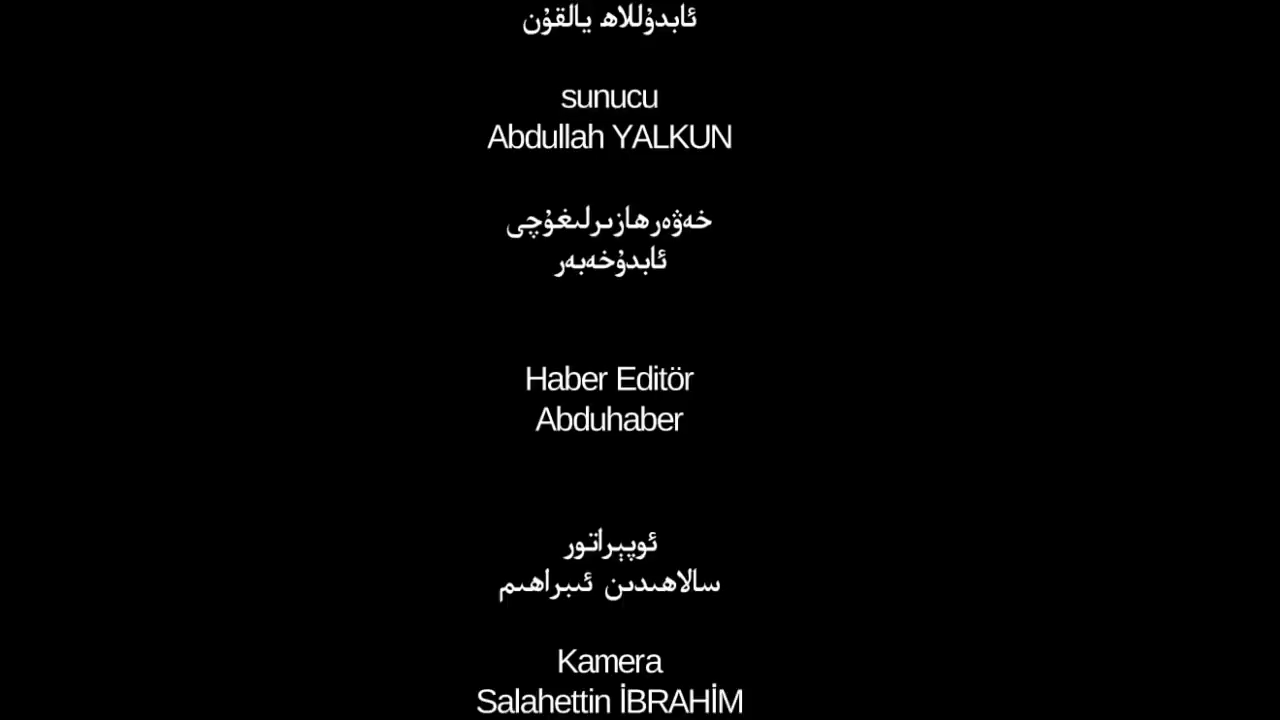 ئابدۇللاھ يالقۇن
sunucu
Abdullah YALKUN
خەۋەرھازىرلىغۇچى
ئابدۇخەبەر
Haber Editör
Abduhaber
ئوپېراتور
سالاھىدىن ئىبراھىم
Kamera
Salahettin İBRAHİM